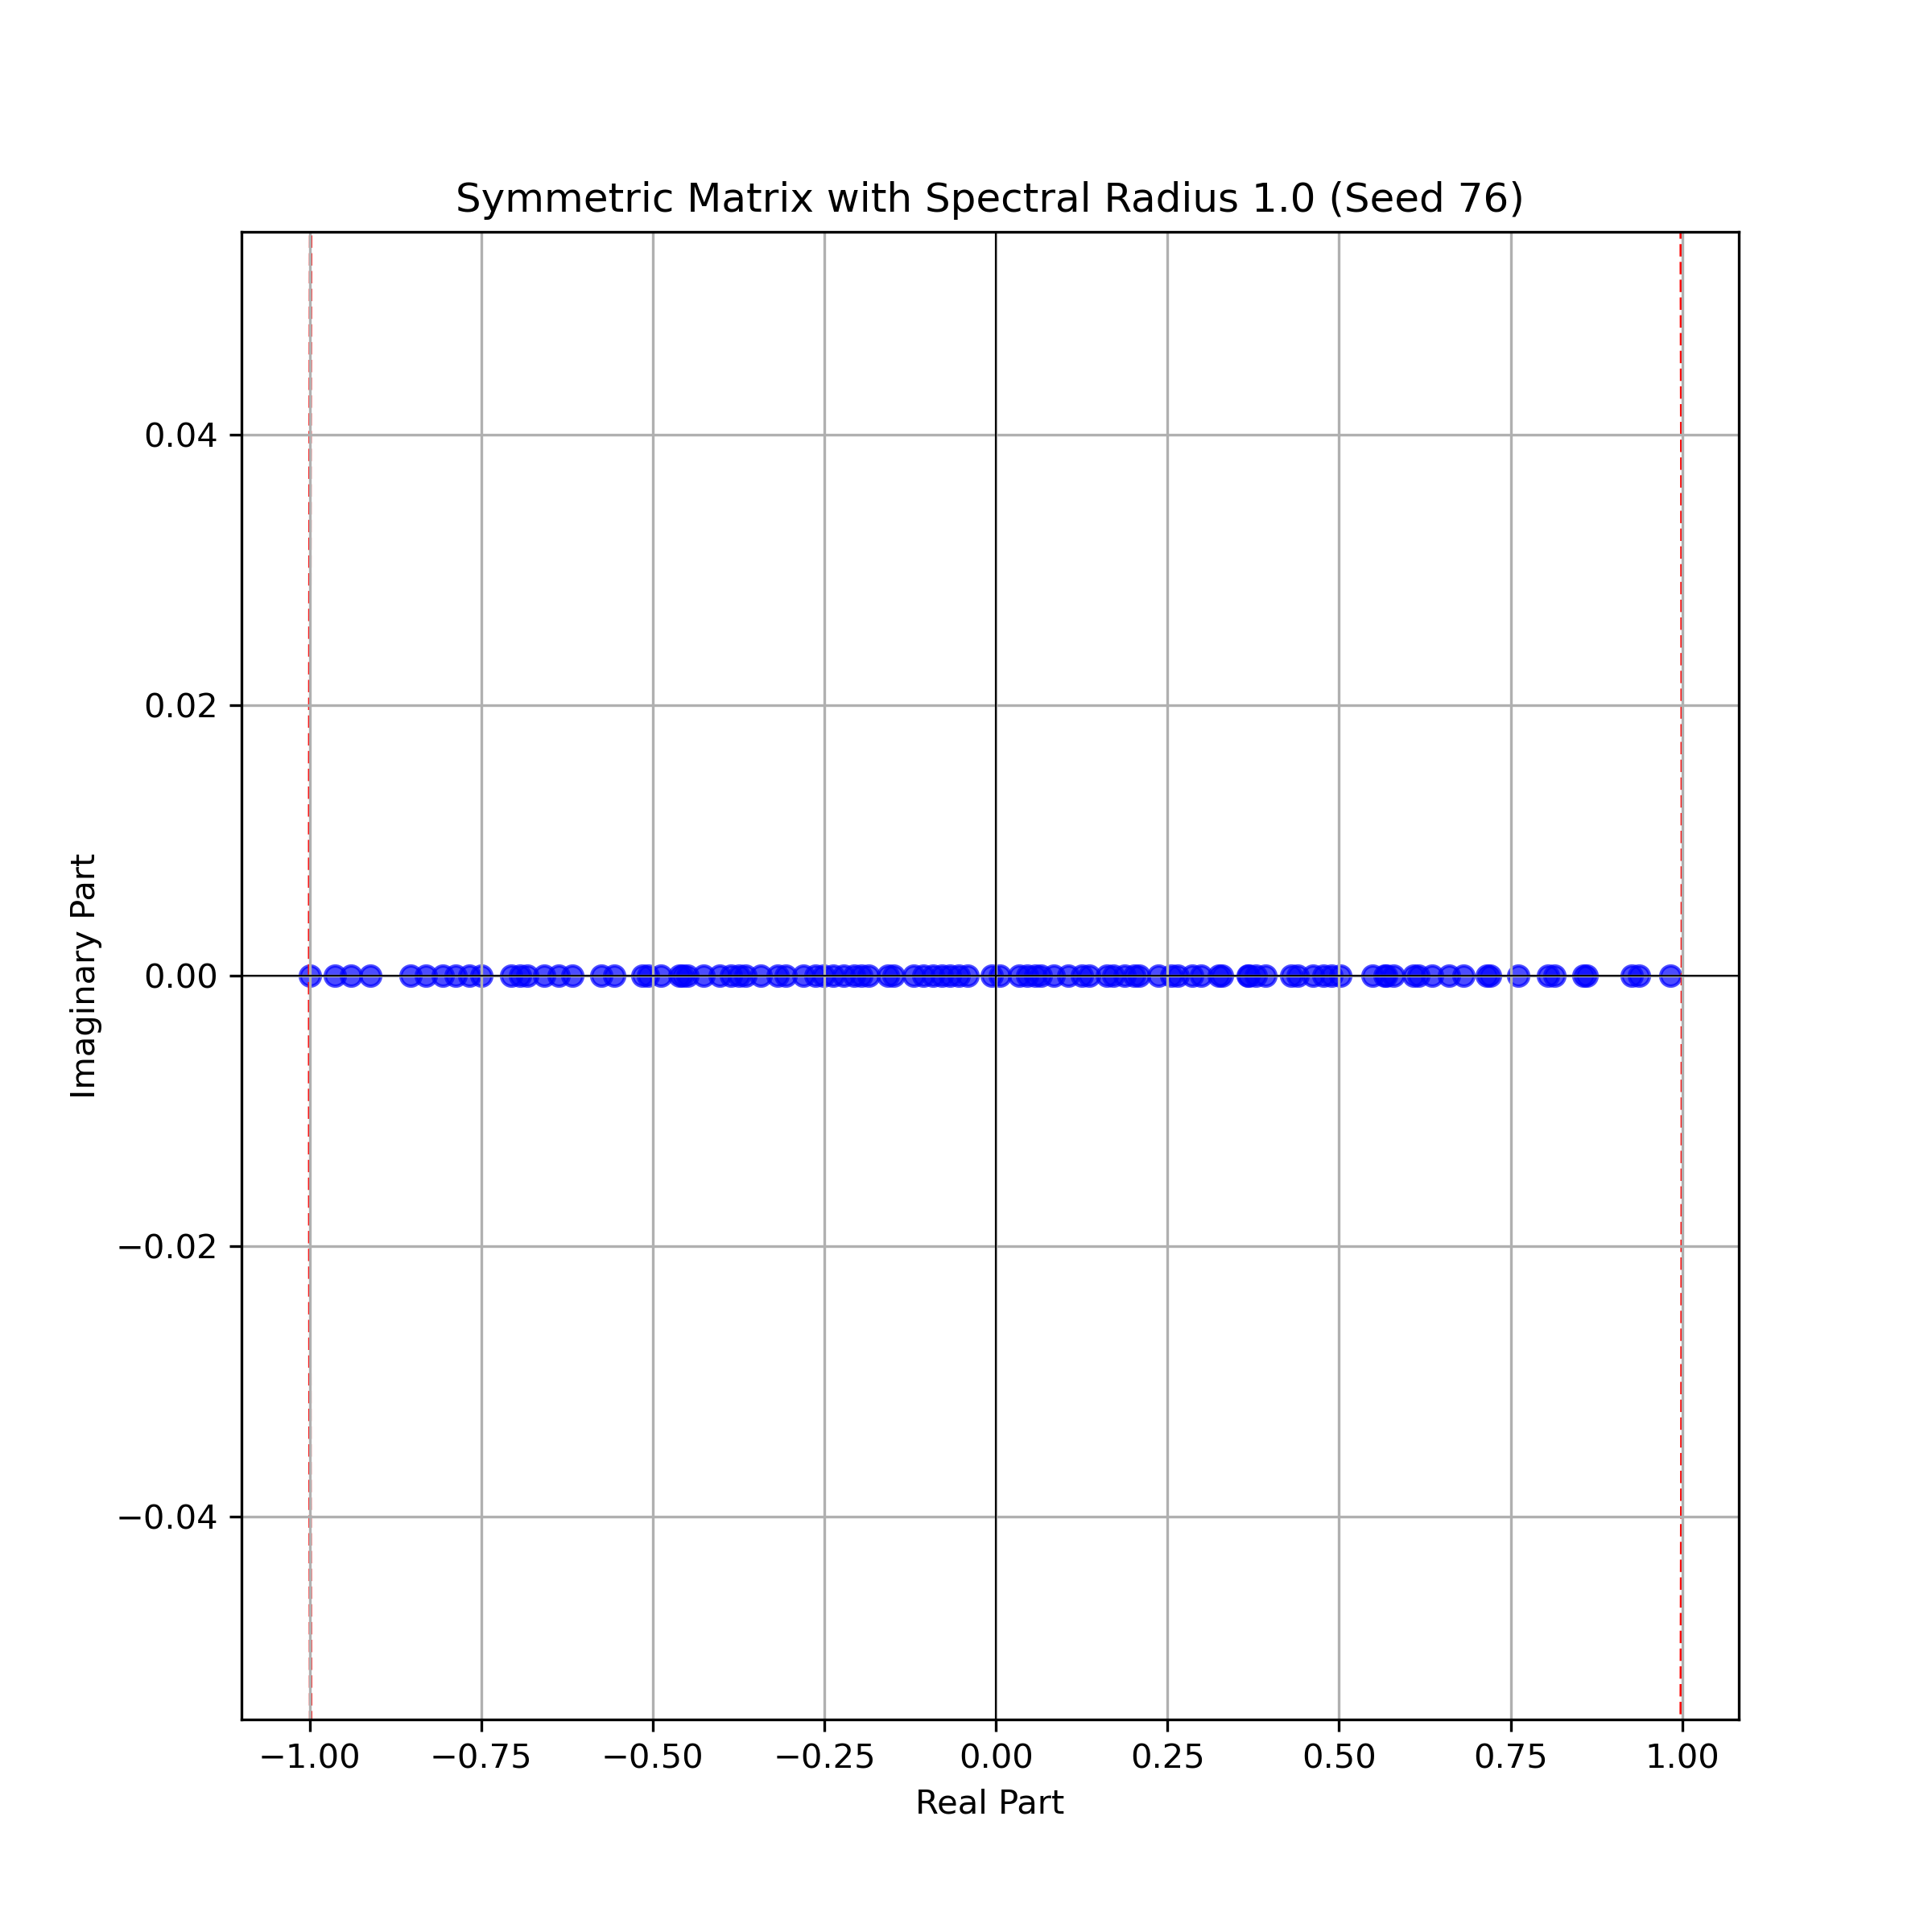 Symmetric Matrix with Spectral Radius 1.0 (Seed 76)
0.04
0.02
0.00
−0.02
−0.04
Imaginary Part
−1.00 −0.75 −0.50 −0.25 0.00 0.25 0.50 0.75 1.00
Real Part